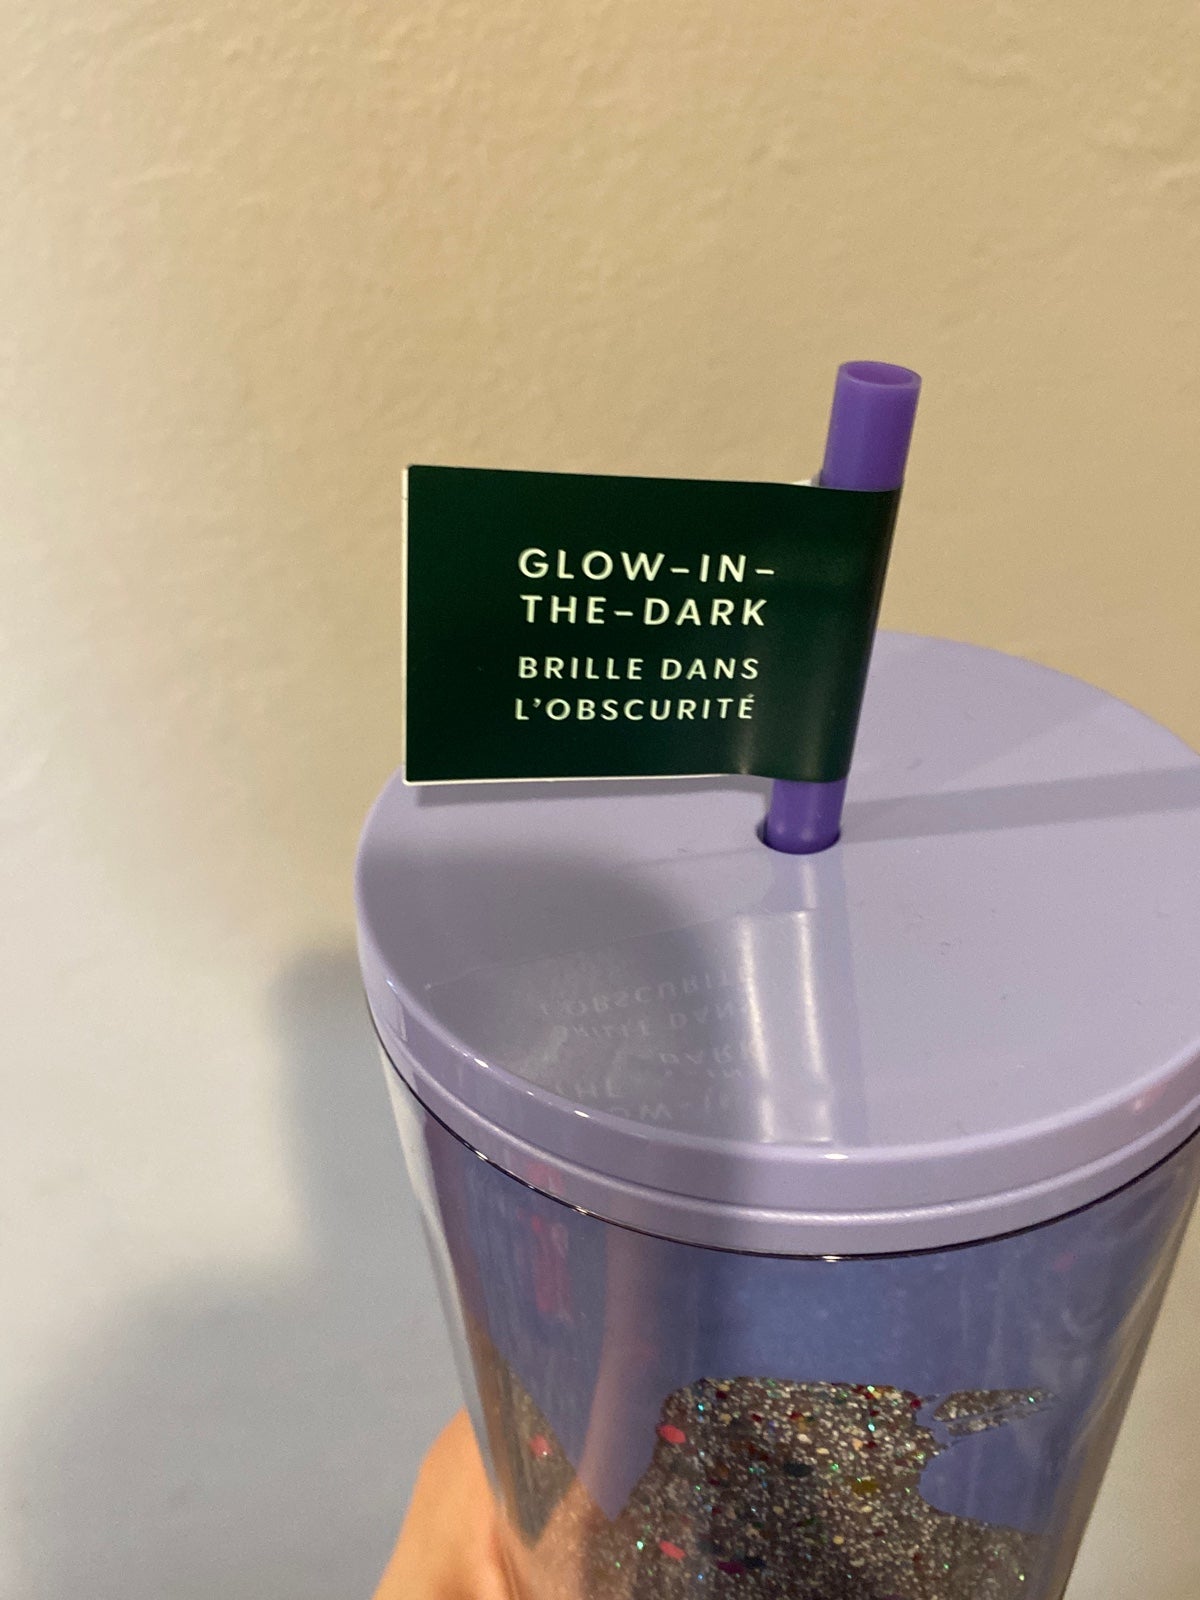 GLOW-IN-
THE-DARK
BRILLE DANS
L'OBSCURITÉ